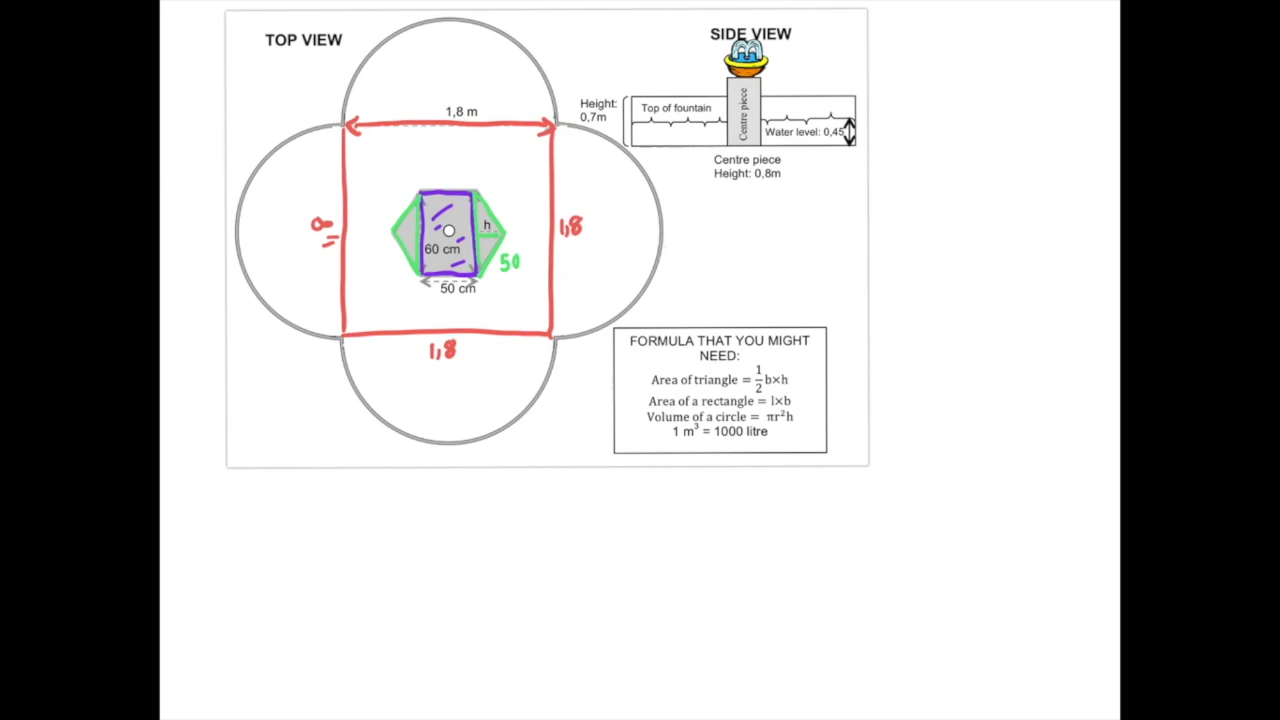 TOP VIEW
SIDE VIEW
1,8 m
Height:
0,7m
Top of fountain
Centre piece
Water level: 0,45
Centre piece
Height: 0,8m
1,8
h
60 cm
50
50 cm
1,8
FORMULA THAT YOU MIGHT
NEED:
Area of triangle = 1/2 b×h
Area of a rectangle = l×b
Volume of a circle = πr²h
1 m³ = 1000 litre